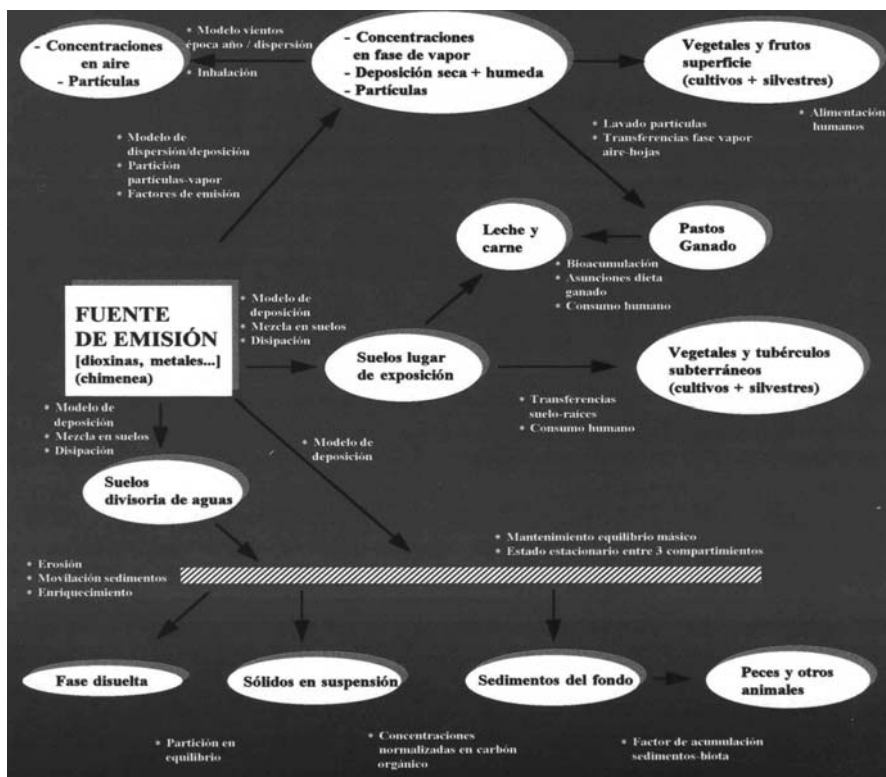 - Concentraciones
en aire
- Partículas
* Modelo vientos
época año / dispersión
* Inhalación
- Concentraciones
en fase de vapor
- Deposición seca + humeda
- Partículas
Vegetales y frutos
superficie
(cultivos + silvestres)
* Alimentación
humanos
* Modelo de
dispersión/deposición
* Partición
partículas-vapor
* Factores de emisión
* Lavado partículas
* Transferencias fase vapor
aire-hojas
Leche y
carne
Pastos
Ganado
* Bioacumulación
* Asunciones dieta
ganado
* Consumo humano
FUENTE
DE EMISIÓN
[dioxinas, metales...]
(chimenea)
* Modelo de
deposición
* Mezcla en suelos
* Disipación
Suelos lugar
de exposición
Vegetales y tubérculos
subterráneos
(cultivos + silvestres)
* Transferencias
suelo-raíces
* Consumo humano
* Modelo de
deposición
* Mezcla en suelos
* Disipación
* Modelo de
deposición
Suelos
divisoria de aguas
* Mantenimiento equilibrio másico
* Estado estacionario entre 3 compartimientos
* Erosión
* Movilación sedimentos
* Enriquecimiento
Fase disuelta
Sólidos en suspensión
Sedimentos del fondo
Peces y otros
animales
* Partición en
equilibrio
* Concentraciones
normalizadas en carbón
orgánico
* Factor de acumulación
sedimentos-biota